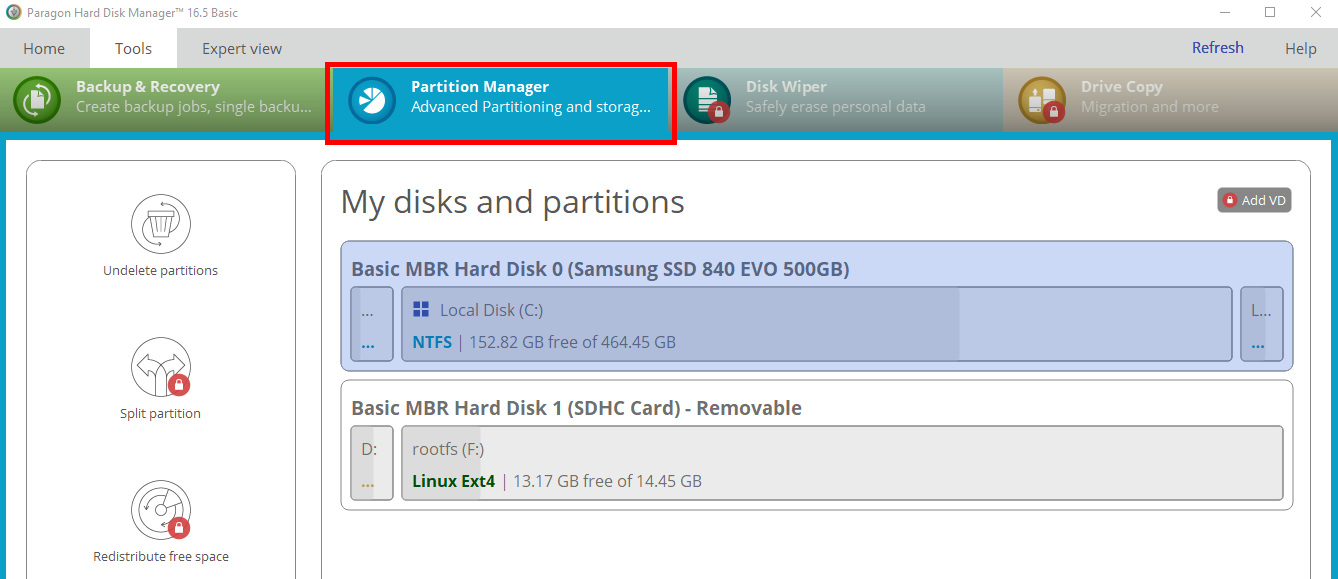 Paragon Hard Disk Manager™ 16.5 Basic
Home Tools Expert view Refresh Help
Backup & Recovery
Create backup jobs, single backu...
Partition Manager
Advanced Partitioning and storag...
Disk Wiper
Safely erase personal data
Drive Copy
Migration and more
Undelete partitions
Split partition
Redistribute free space
My disks and partitions
Add VD
Basic MBR Hard Disk 0 (Samsung SSD 840 EVO 500GB)
...
...
Local Disk (C:)
NTFS | 152.82 GB free of 464.45 GB
L...
...
Basic MBR Hard Disk 1 (SDHC Card) - Removable
D:
...
rootfs (F:)
Linux Ext4 | 13.17 GB free of 14.45 GB